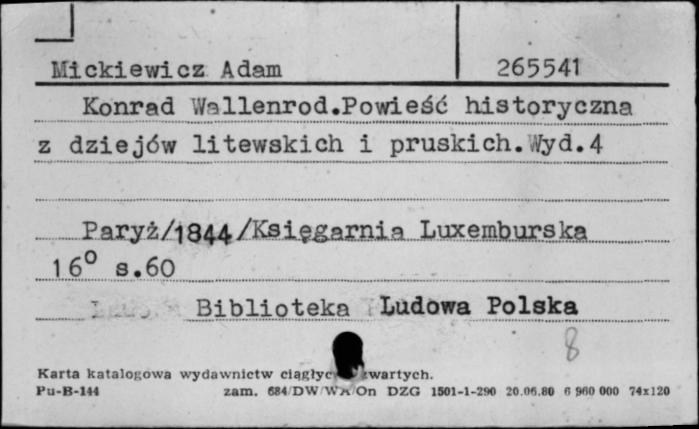 Mickiewicz Adam 265541
Konrad Wallenrod.Powieść historyczna
z dziejów litewskich i pruskich.Wyd.4
Paryż/1844/Księgarnia Luxemburska
16° s.60
Biblioteka Ludowa Polska
8
Karta katalogowa wydawnictw
Pu-B-144 zam. 684/DW/WA/On DZG 1501-1-290 20.06.80 6 960 000 74x120